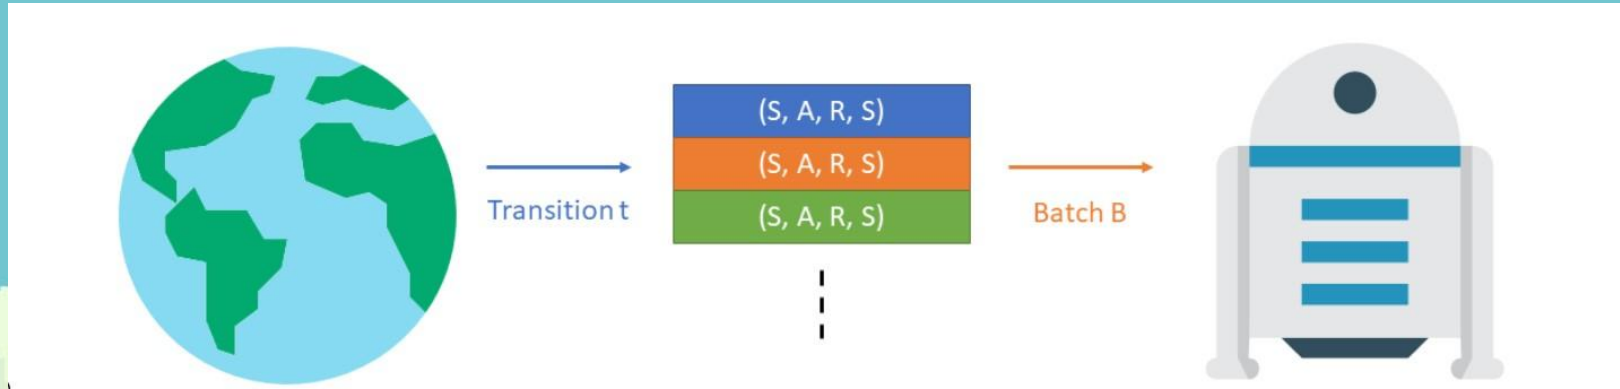 (S, A, R, S)
(S, A, R, S)
Transition t
(S, A, R, S)
Batch B